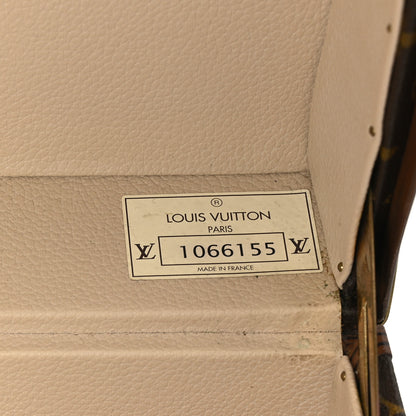 ®
LOUIS VUITTON
PARIS
LV 1066155 LV
MADE IN FRANCE